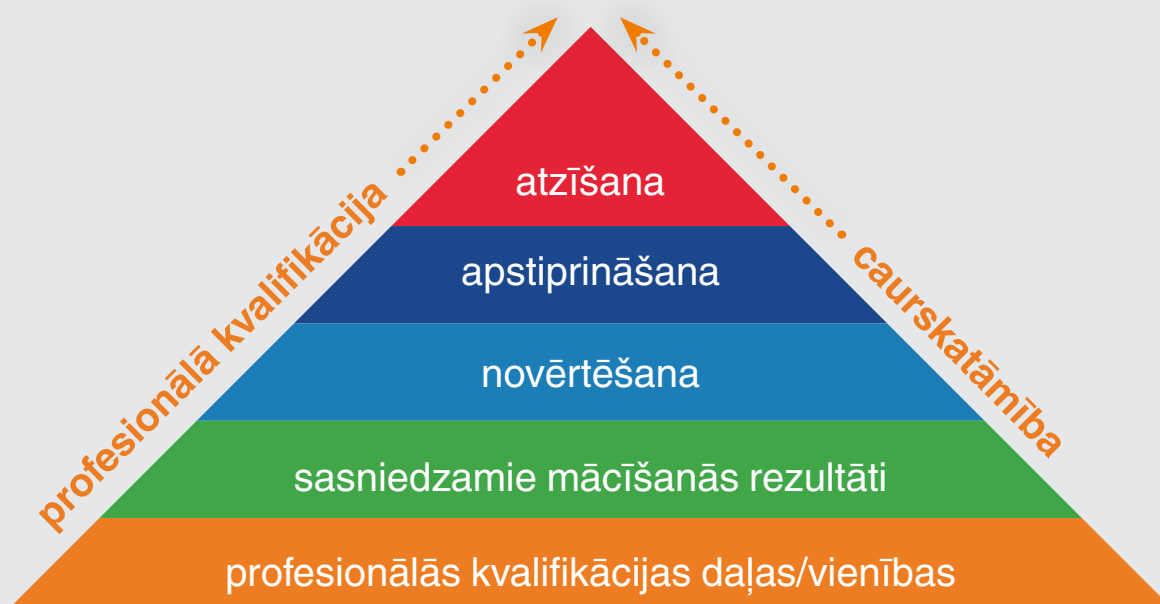 atzīšana
apstiprināšana
novērtēšana
sasniedzamie mācīšanās rezultāti
profesionālās kvalifikācijas daļas/vienības
profesionālā kvalifikācija
caurskatāmība